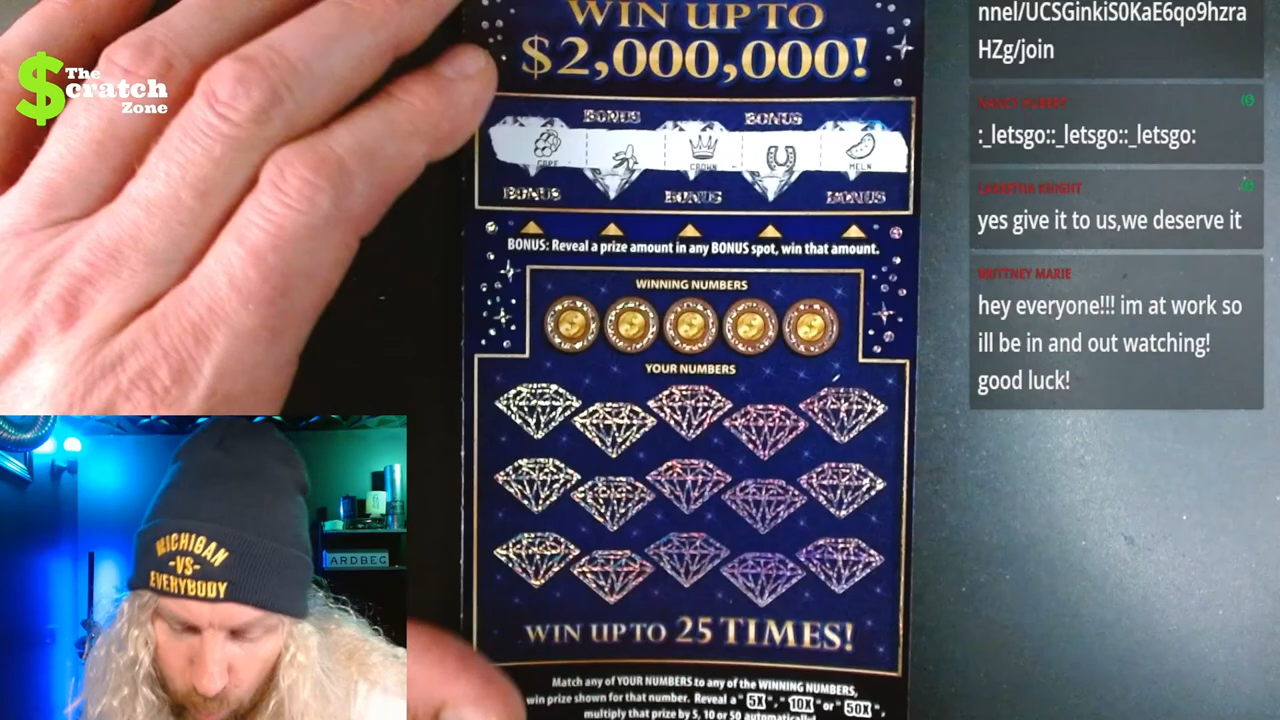 The
$cratch
Zone
WIN UP TO
$2,000,000!
BONUS BONUS
GRPE CROWN MELN
BONUS BONUS BONUS
BONUS: Reveal a prize amount in any BONUS spot, win that amount.
WINNING NUMBERS
YOUR NUMBERS
WIN UP TO 25 TIMES!
Match any of YOUR NUMBERS to any of the WINNING NUMBERS,
win prize shown for that number. Reveal a "5X", "10X" or "50X",
multiply that prize by 5, 10 or 50 automatically!
nnel/UCSGinkiS0KaE6qo9hzra
HZg/join
NANCY HUBERT
:_letsgo::_letsgo::_letsgo:
yes give it to us,we deserve it
BRITTNEY MARIE
hey everyone!!! im at work so
ill be in and out watching!
good luck!
MICHIGAN
-VS-
EVERYBODY
ARDBEG